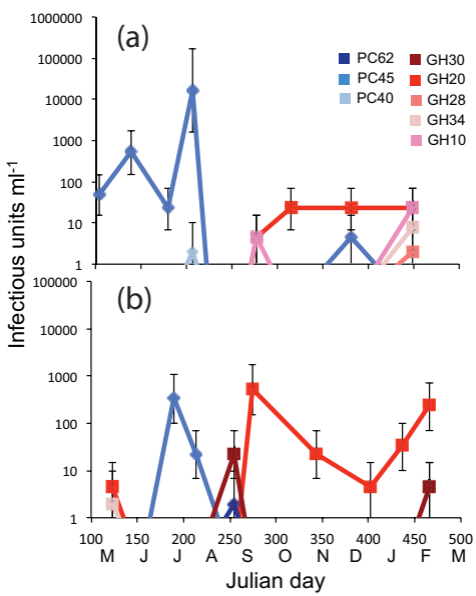 (a)
1000000
100000
10000
1000
100
10
1
PC62
PC45
PC40
GH30
GH20
GH28
GH34
GH10
Infectious units ml-1
(b)
100000
10000
1000
100
10
1
100 150 200 250 300 350 400 450 500
M J J A S O N D J F M
Julian day